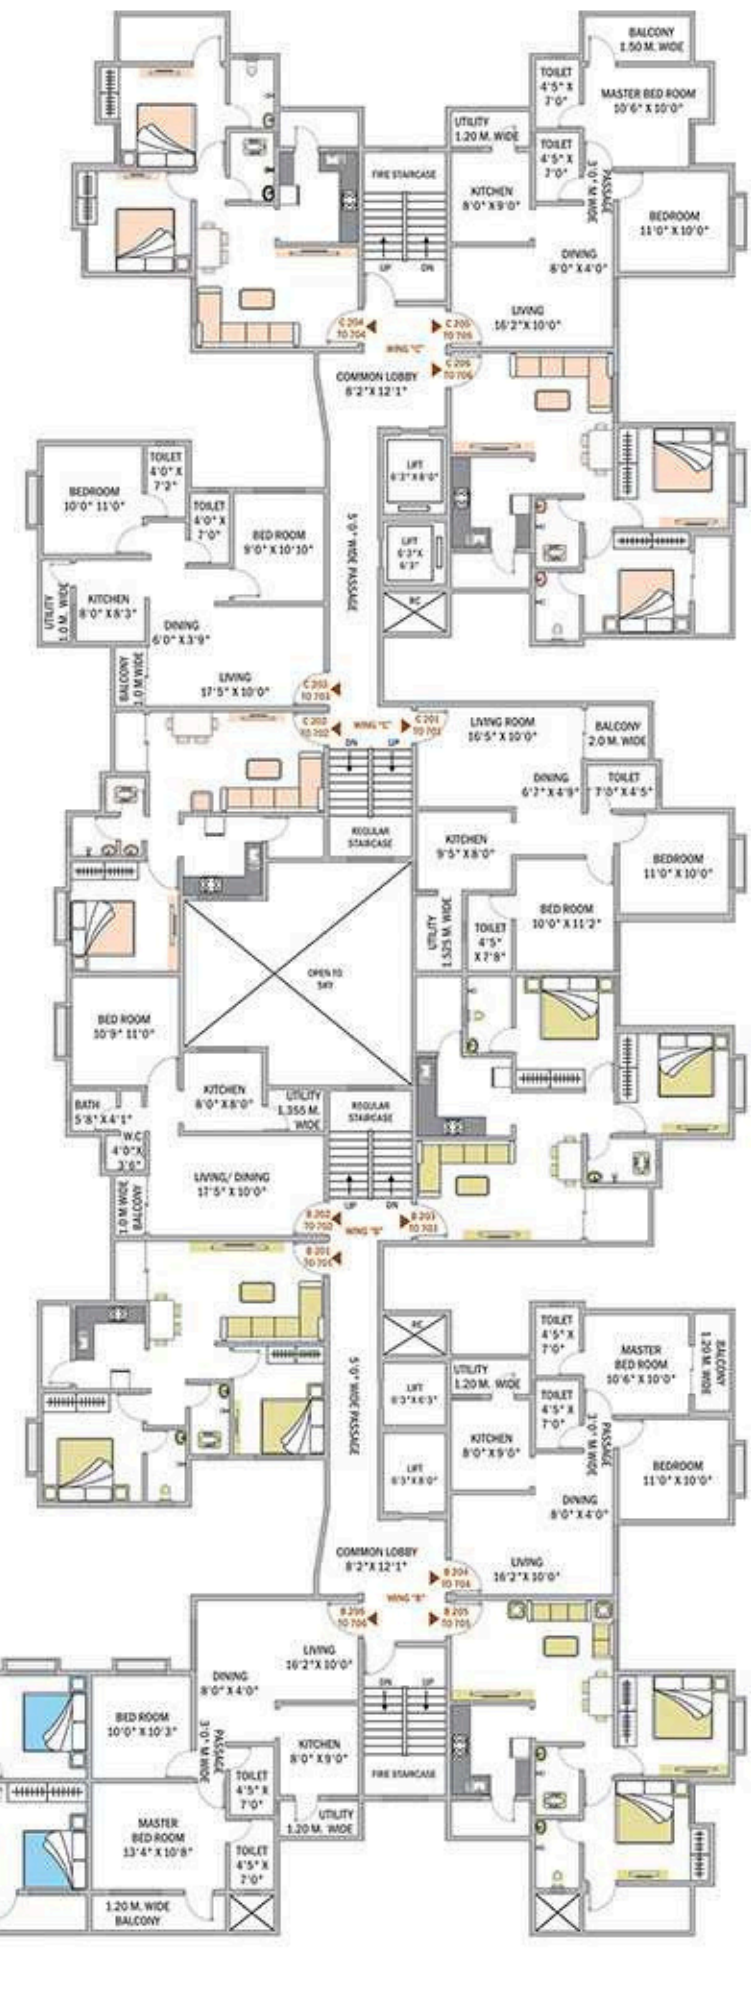 BALCONY
1.50 M. WIDE
TOILET
4'5" X
7'0"
MASTER BED ROOM
10'6" X 10'0"
UTILITY
1.20 M. WIDE
TOILET
4'5" X
7'0"
PASSAGE
3'0" M WIDE
FIRE STAIRCASE
KITCHEN
8'0" X 9'0"
BEDROOM
11'0" X 10'0"
UP
DN
DINING
8'0" X 4'0"
LIVING
16'2" X 10'0"
C 204
TO 704
C 205
TO 705
WING "C"
C 206
TO 706
COMMON LOBBY
8'2" X 12'1"
LIFT
6'3" X 8'0"
LIFT
6'3" X
6'3"
TOILET
4'0" X
7'2"
BEDROOM
10'0" 11'0"
TOILET
4'0" X
7'0"
BED ROOM
9'0" X 10'10"
5'0" WIDE PASSAGE
UTILITY
1.0 M. WIDE
KITCHEN
8'0" X 8'3"
DINING
6'0" X 3'9"
BALCONY
1.0 M WIDE
LIVING
17'5" X 10'0"
C 203
TO 703
C 202
TO 702
WING "C"
C 201
TO 701
DN
UP
LIVING ROOM
16'5" X 10'0"
BALCONY
2.0 M. WIDE
DINING
6'7" X 4'9"
TOILET
7'0" X 4'5"
REGULAR
STAIRCASE
KITCHEN
9'5" X 8'0"
BEDROOM
11'0" X 10'0"
UTILITY
1.525 M. WIDE
TOILET
4'5"
X 7'8"
BED ROOM
10'0" X 11'2"
OPEN TO
SKY
BED ROOM
10'9" 11'0"
KITCHEN
8'0" X 8'0"
UTILITY
1.355 M.
WIDE
REGULAR
STAIRCASE
BATH
5'8" X 4'1"
W.C
4'0" X
3'6"
LIVING/ DINING
17'5" X 10'0"
1.0 M WIDE
BALCONY
UP
DN
B 202
TO 702
WING "B"
B 203
TO 703
B 201
TO 701
5'0" WIDE PASSAGE
TOILET
4'5" X
7'0"
MASTER
BED ROOM
10'6" X 10'0"
BALCONY
1.20 M. WIDE
LIFT
6'3" X 6'3"
UTILITY
1.20 M. WIDE
TOILET
4'5" X
7'0"
PASSAGE
3'0" M WIDE
KITCHEN
8'0" X 9'0"
LIFT
6'3" X 8'0"
BEDROOM
11'0" X 10'0"
DINING
8'0" X 4'0"
COMMON LOBBY
8'2" X 12'1"
LIVING
16'2" X 10'0"
B 204
TO 704
WING "B"
B 206
TO 706
B 205
TO 705
LIVING
16'2" X 10'0"
DINING
8'0" X 4'0"
DN
UP
BED ROOM
10'0" X 10'3"
PASSAGE
3'0" M WIDE
KITCHEN
8'0" X 9'0"
TOILET
4'5" X
7'0"
FIRE STAIRCASE
UTILITY
1.20 M. WIDE
MASTER
BED ROOM
13'4" X 10'8"
TOILET
4'5" X
7'0"
1.20 M. WIDE
BALCONY